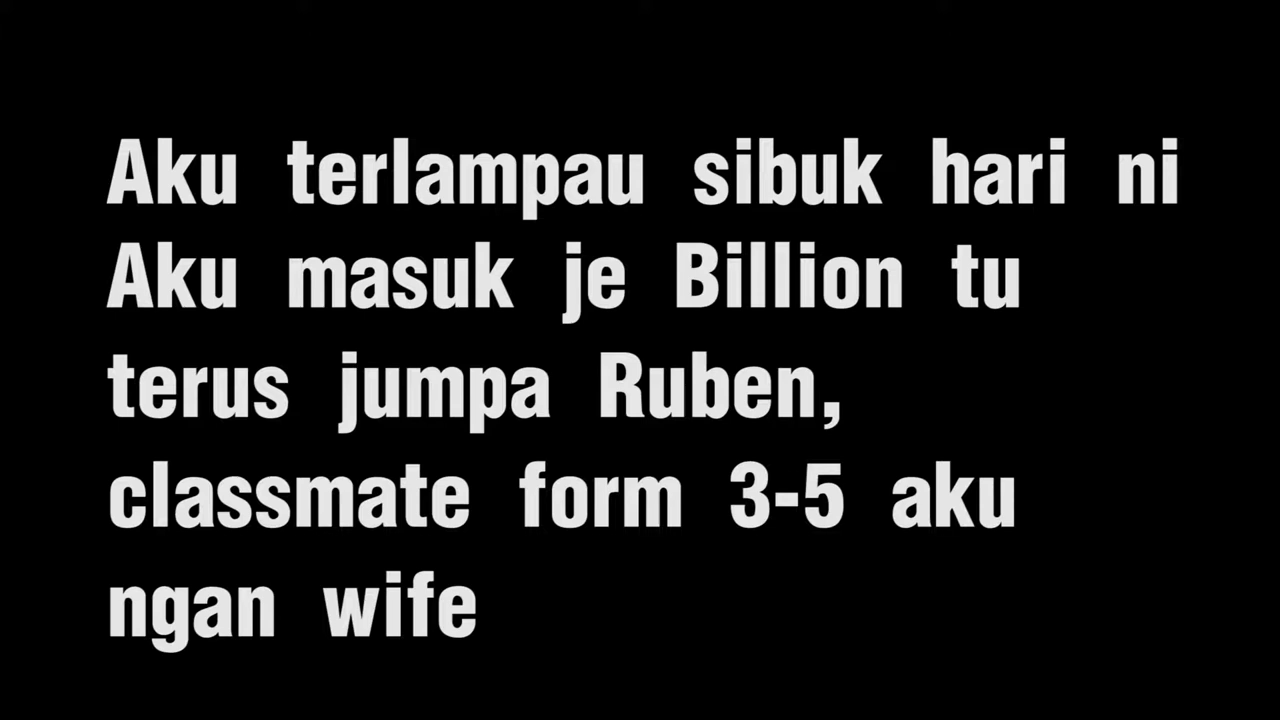 Aku terlampau sibuk hari ni
Aku masuk je Billion tu
terus jumpa Ruben,
classmate form 3-5 aku
ngan wife